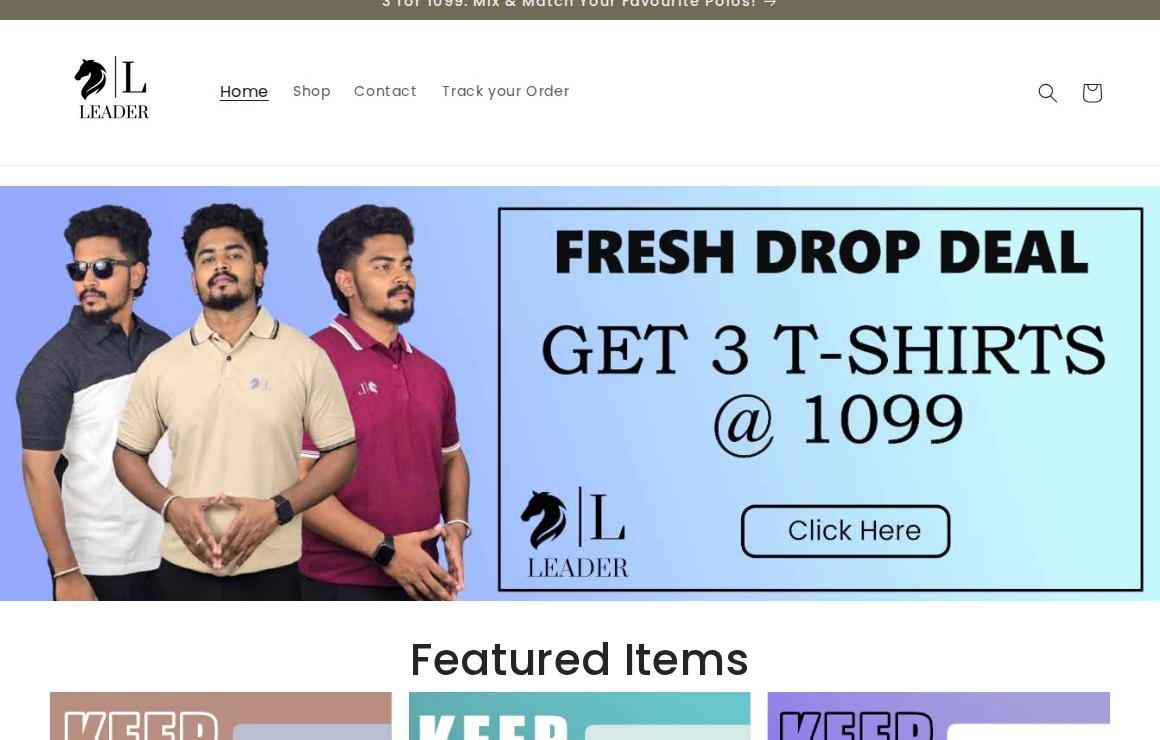 3 for 1099. Mix & Match Your Favourite Polos! →
L
LEADER
Home
Shop
Contact
Track your Order
FRESH DROP DEAL
GET 3 T-SHIRTS
@ 1099
L
LEADER
Click Here
Featured Items
KEEP
KEEP
KEEP